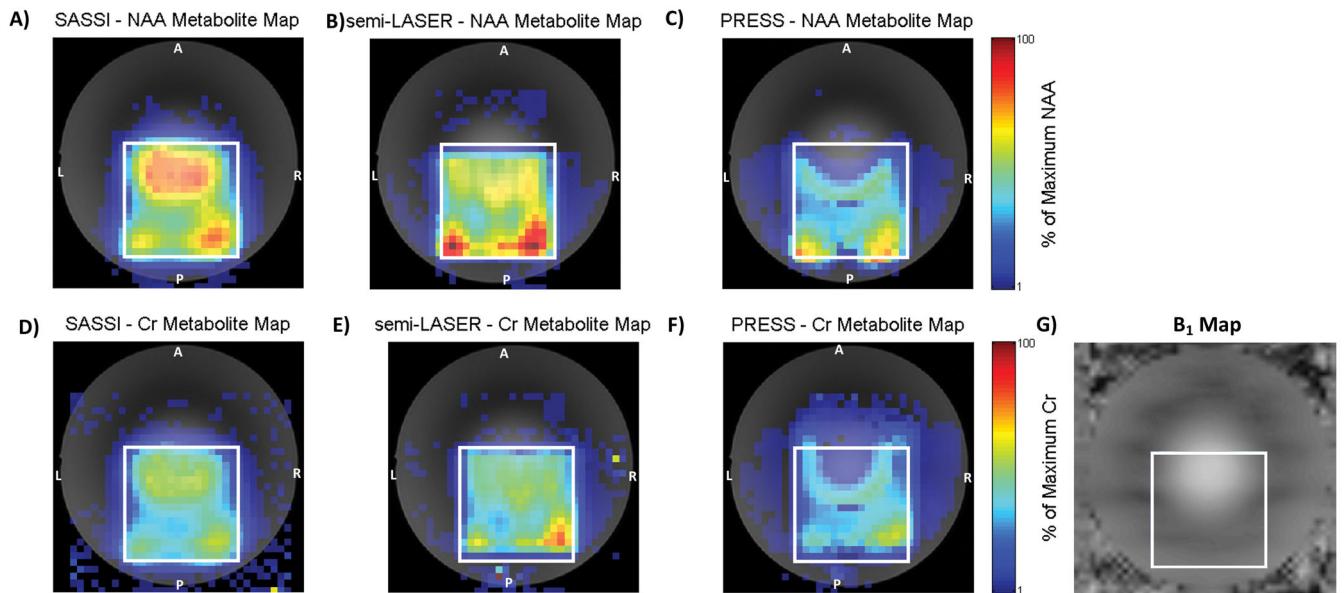 A)
SASSI - NAA Metabolite Map
B)
semi-LASER - NAA Metabolite Map
C)
PRESS - NAA Metabolite Map
A
L
R
P
A
L
R
P
A
L
R
P
100
1
% of Maximum NAA
D)
SASSI - Cr Metabolite Map
E)
semi-LASER - Cr Metabolite Map
F)
PRESS - Cr Metabolite Map
G)
B₁ Map
A
L
R
P
A
L
R
P
A
L
R
P
100
1
% of Maximum Cr